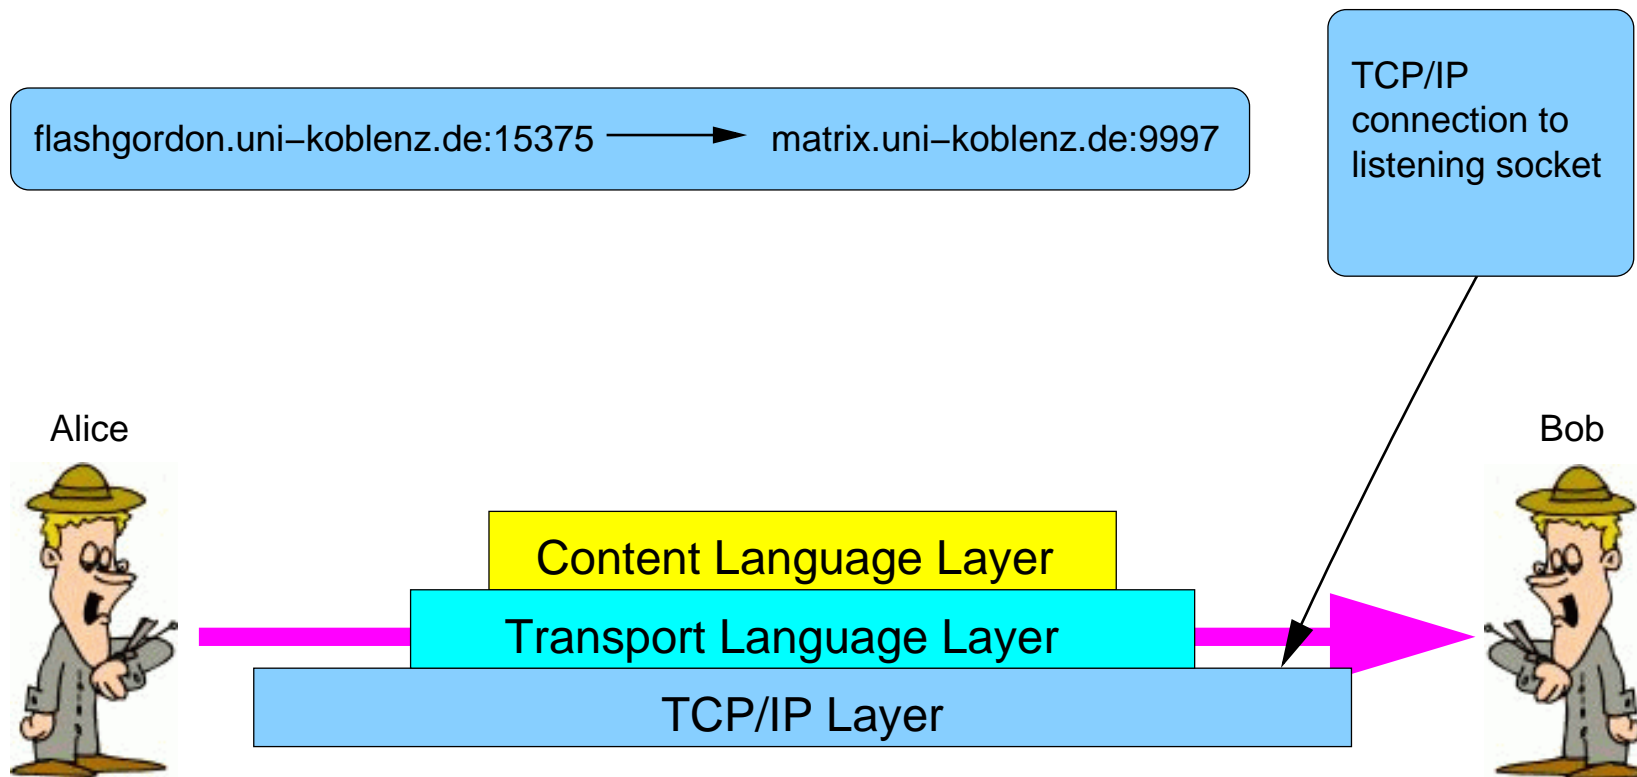 TCP/IP
connection to
listening socket
flashgordon.uni−koblenz.de:15375 matrix.uni−koblenz.de:9997
Alice
Bob
Content Language Layer
Transport Language Layer
TCP/IP Layer